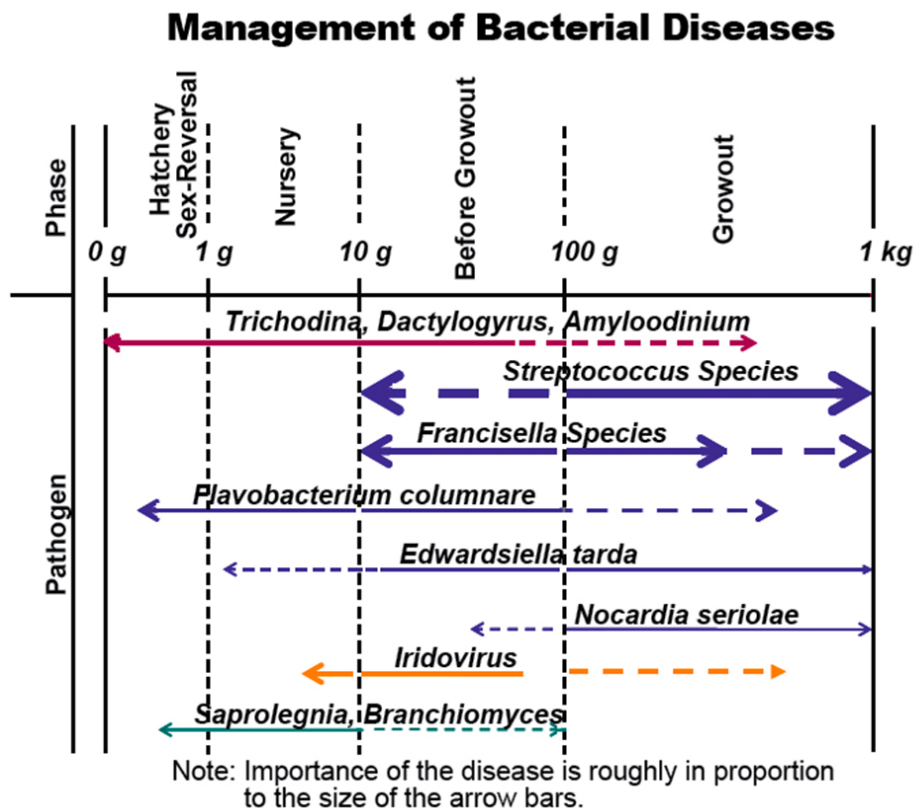 Management of Bacterial Diseases
Phase
Hatchery
Sex-Reversal
Nursery
Before Growout
Growout
0 g
1 g
10 g
100 g
1 kg
Pathogen
Trichodina, Dactylogyrus, Amyloodinium
Streptococcus Species
Francisella Species
Flavobacterium columnare
Edwardsiella tarda
Nocardia seriolae
Iridovirus
Saprolegnia, Branchiomyces
Note: Importance of the disease is roughly in proportion
to the size of the arrow bars.